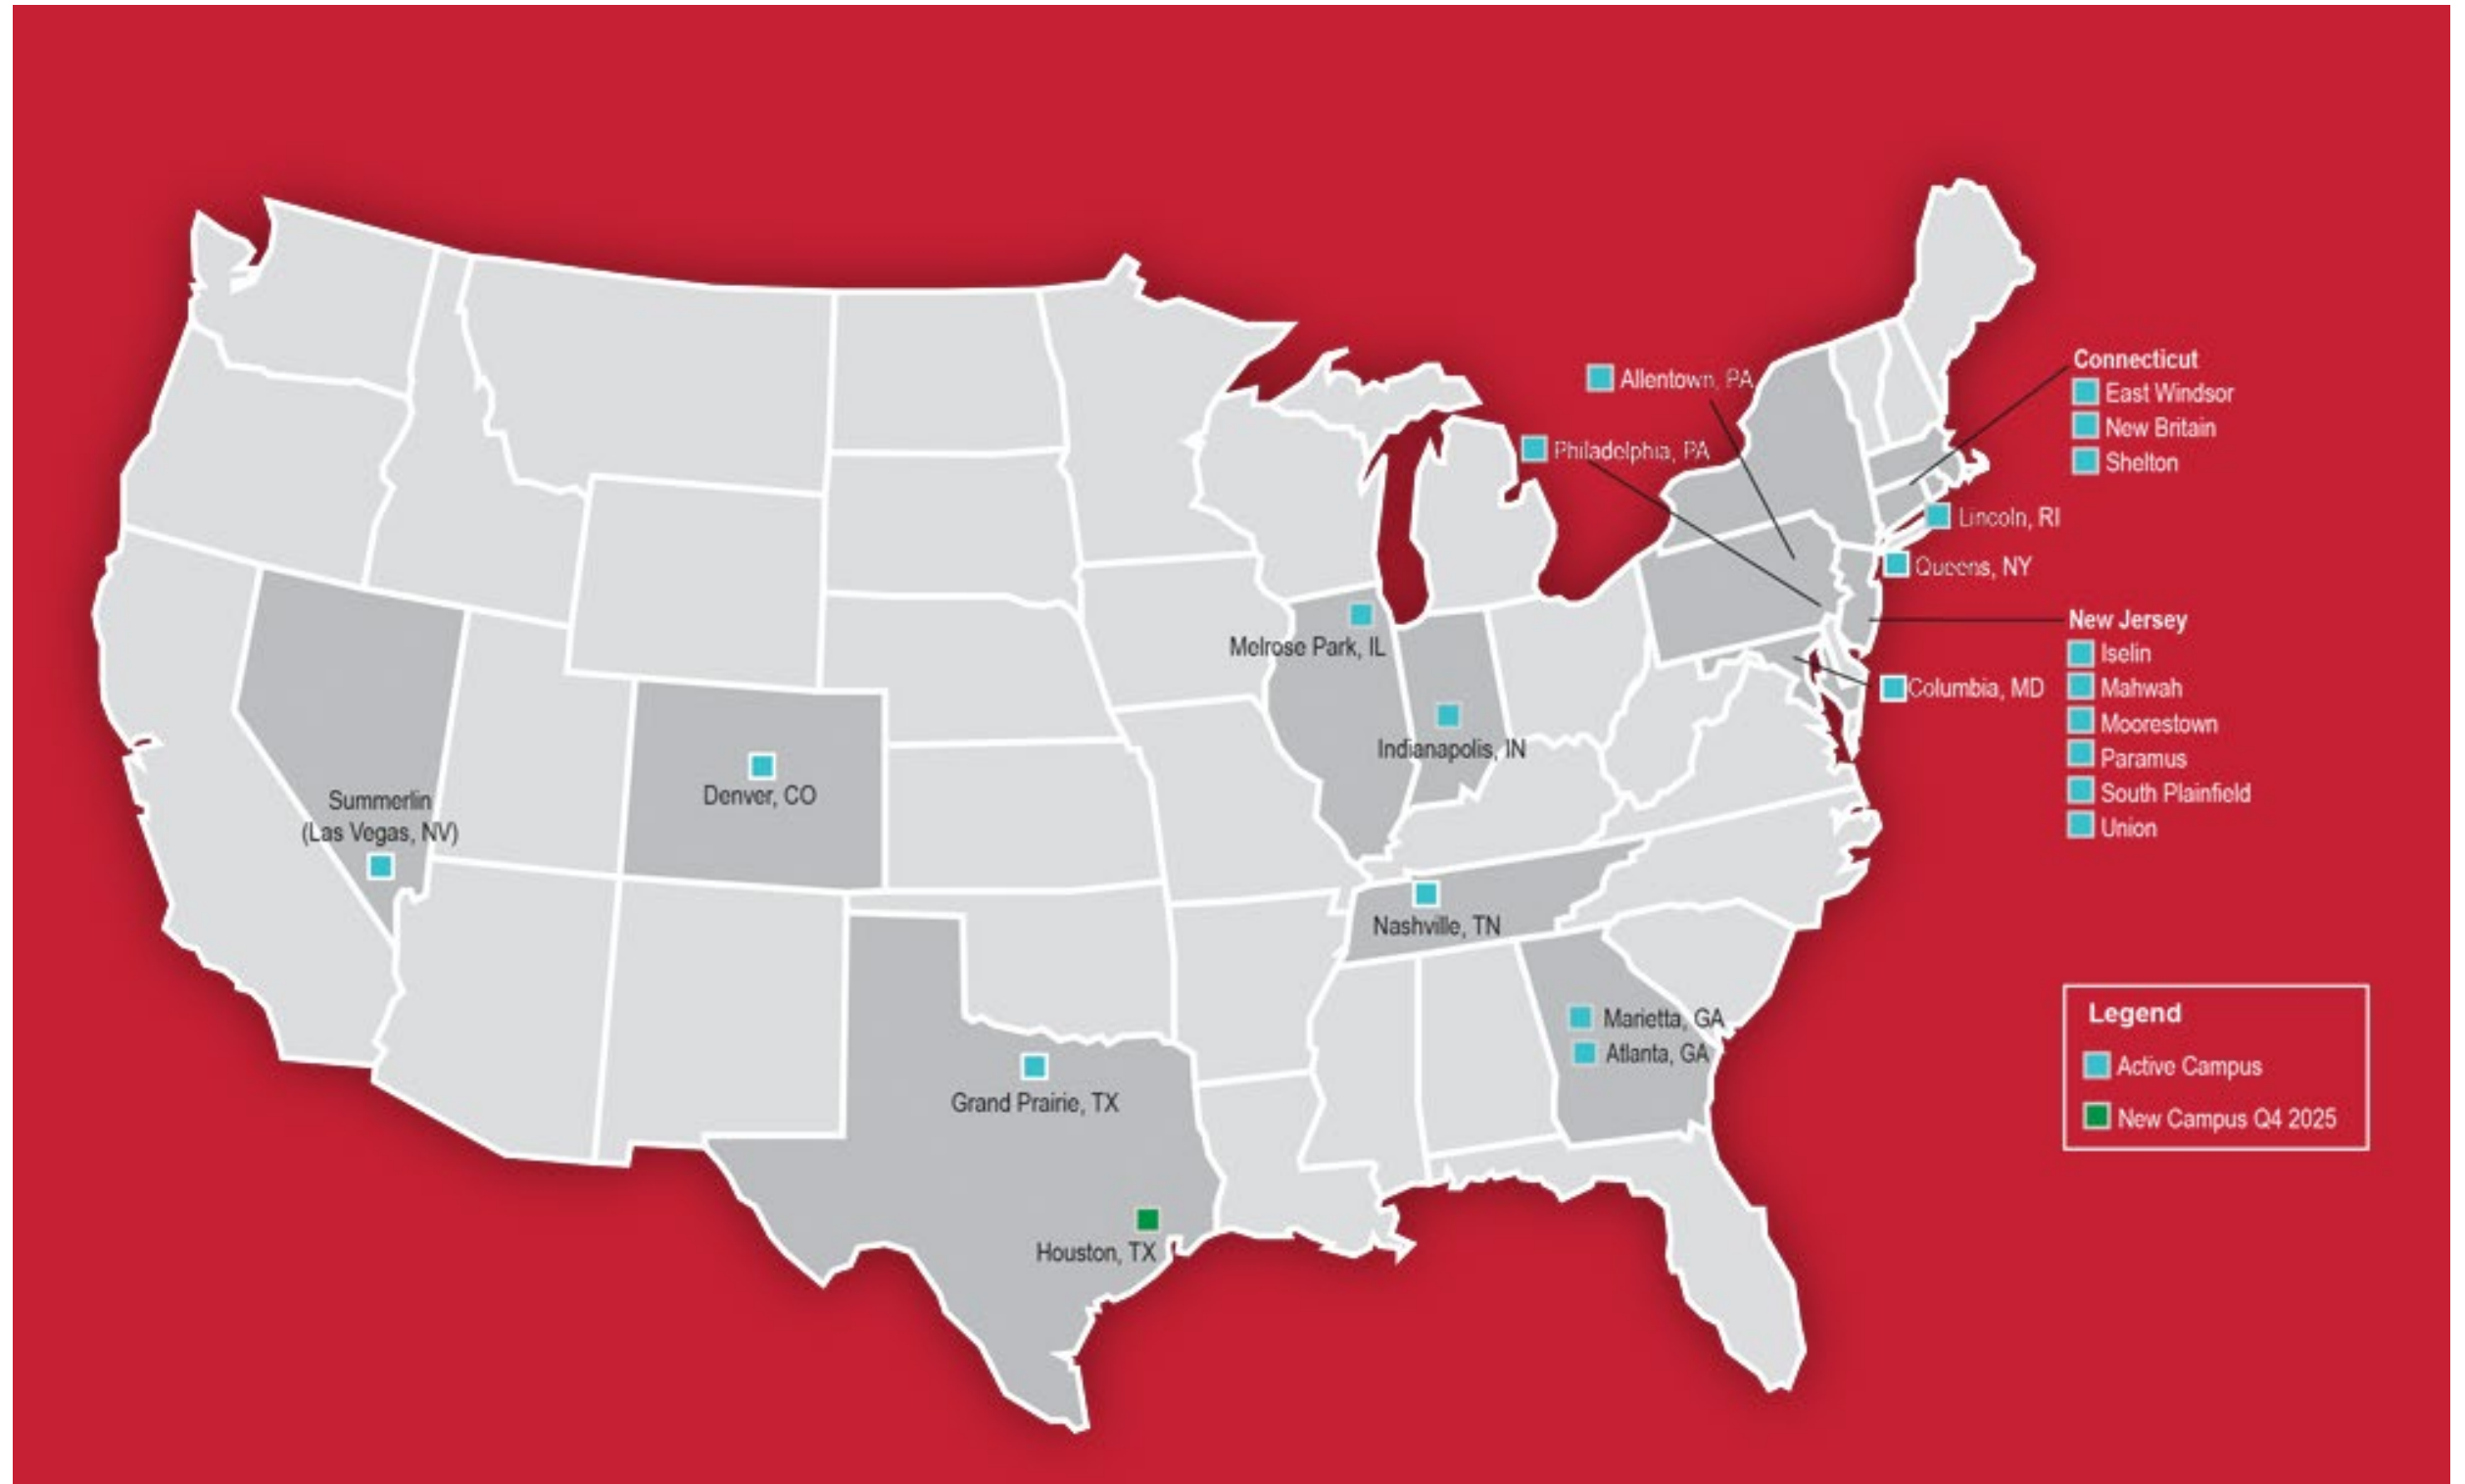 Allentown, PA
Philadelphia, PA
Connecticut
East Windsor
New Britain
Shelton
Lincoln, RI
Queens, NY
New Jersey
Iselin
Mahwah
Moorestown
Paramus
South Plainfield
Union
Columbia, MD
Melrose Park, IL
Indianapolis, IN
Summerlin
(Las Vegas, NV)
Denver, CO
Nashville, TN
Marietta, GA
Atlanta, GA
Grand Prairie, TX
Houston, TX
Legend
Active Campus
New Campus Q4 2025